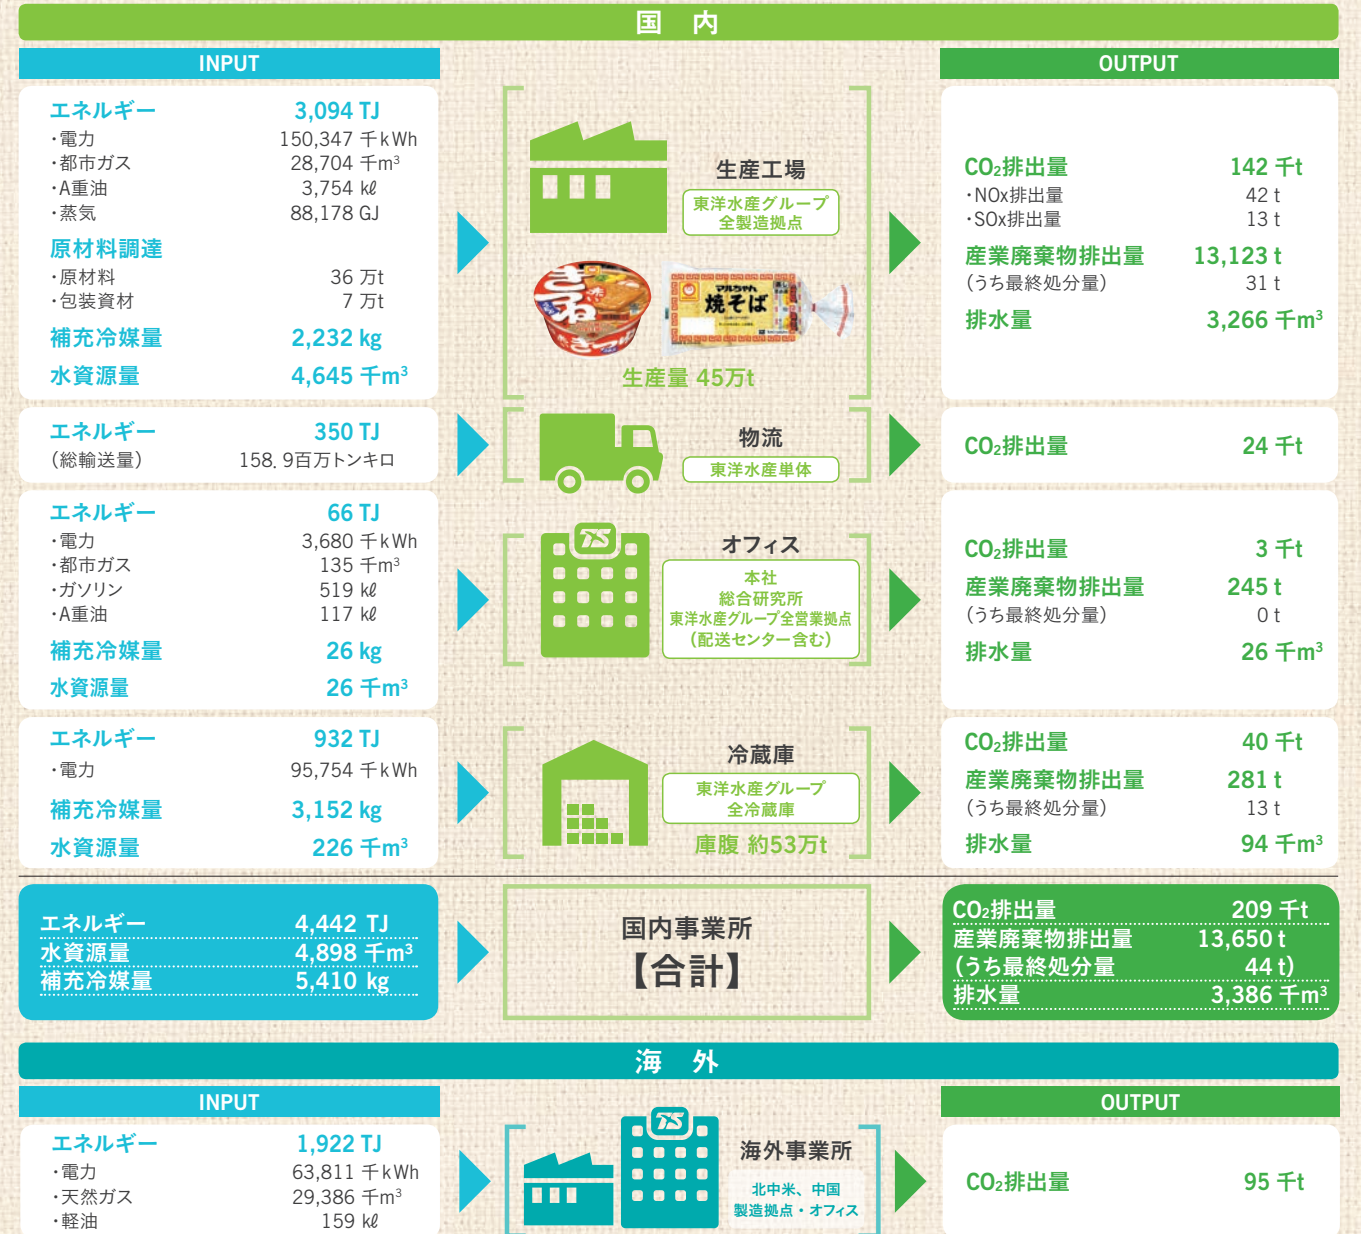 国 内
INPUT
OUTPUT
エネルギー 3,094 TJ
・電力 150,347 千kWh
・都市ガス 28,704 千m³
・A重油 3,754 kℓ
・蒸気 88,178 GJ
原材料調達
・原材料 36 万t
・包装資材 7 万t
補充冷媒量 2,232 kg
水資源量 4,645 千m³
生産工場
東洋水産グループ
全製造拠点
赤い
きつね
マルちゃん
焼そば
生産量 45万t
CO₂排出量 142 千t
・NOx排出量 42 t
・SOx排出量 13 t
産業廃棄物排出量 13,123 t
(うち最終処分量) 31 t
排水量 3,266 千m³
エネルギー 350 TJ
(総輸送量) 158.9百万トンキロ
物流
東洋水産単体
CO₂排出量 24 千t
エネルギー 66 TJ
・電力 3,680 千kWh
・都市ガス 135 千m³
・ガソリン 519 kℓ
・A重油 117 kℓ
補充冷媒量 26 kg
水資源量 26 千m³
TS
オフィス
本社
総合研究所
東洋水産グループ全営業拠点
(配送センター含む)
CO₂排出量 3 千t
産業廃棄物排出量 245 t
(うち最終処分量) 0 t
排水量 26 千m³
エネルギー 932 TJ
・電力 95,754 千kWh
補充冷媒量 3,152 kg
水資源量 226 千m³
冷蔵庫
東洋水産グループ
全冷蔵庫
庫腹 約53万t
CO₂排出量 40 千t
産業廃棄物排出量 281 t
(うち最終処分量) 13 t
排水量 94 千m³
エネルギー 4,442 TJ
水資源量 4,898 千m³
補充冷媒量 5,410 kg
国内事業所
【合計】
CO₂排出量 209 千t
産業廃棄物排出量 13,650 t
(うち最終処分量 44 t)
排水量 3,386 千m³
海 外
INPUT
OUTPUT
エネルギー 1,922 TJ
・電力 63,811 千kWh
・天然ガス 29,386 千m³
・軽油 159 kℓ
TS
海外事業所
北中米、中国
製造拠点・オフィス
CO₂排出量 95 千t